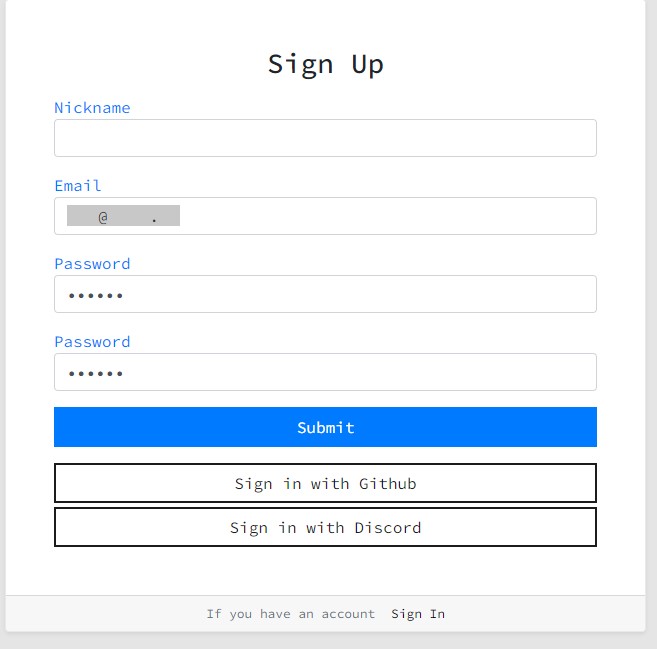 Sign Up
Nickname
Email
@ .
Password
••••••
Password
••••••
Submit
Sign in with Github
Sign in with Discord
If you have an account Sign In